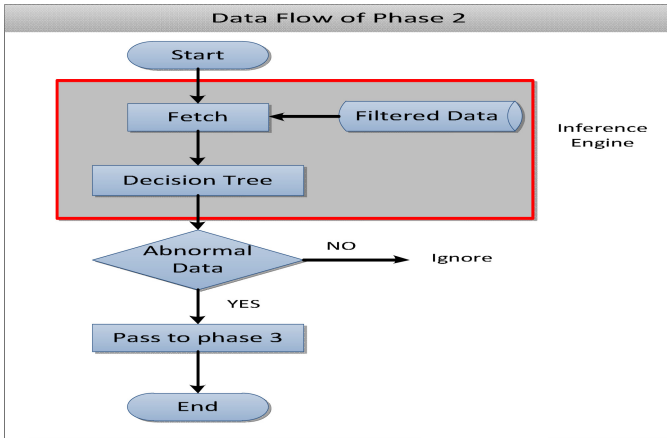 Data Flow of Phase 2
Start
Fetch
Filtered Data
Inference
Engine
Decision Tree
Abnormal
Data
NO
Ignore
YES
Pass to phase 3
End